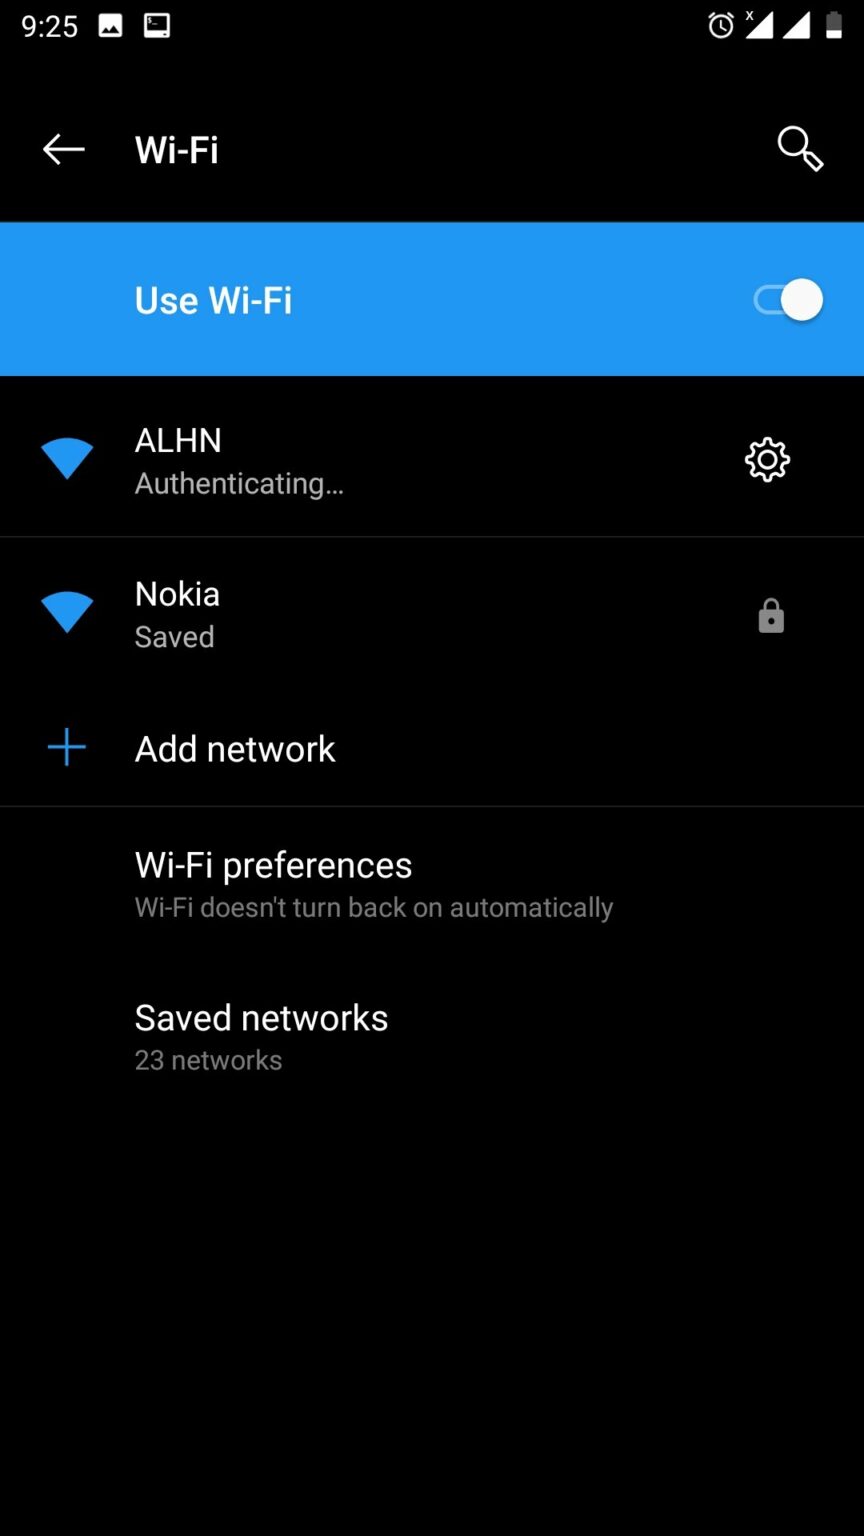 9:25
x
Wi-Fi
Use Wi-Fi
ALHN
Authenticating…
Nokia
Saved
Add network
Wi-Fi preferences
Wi-Fi doesn't turn back on automatically
Saved networks
23 networks